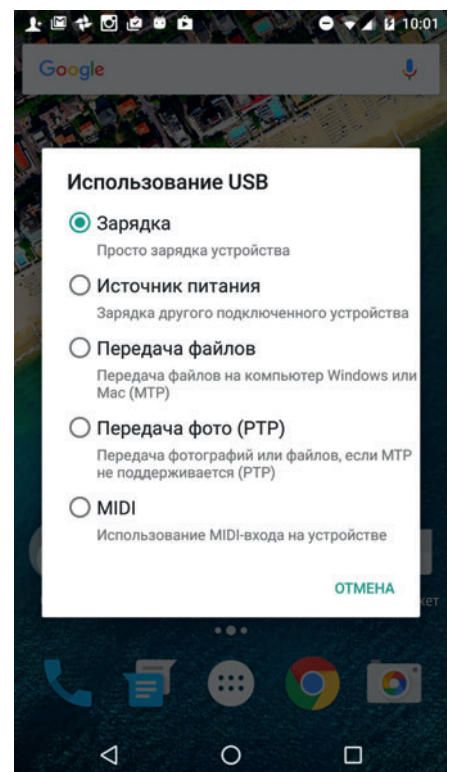 10:01
Google
Использование USB
Зарядка
Просто зарядка устройства
Источник питания
Зарядка другого подключенного устройства
Передача файлов
Передача файлов на компьютер Windows или
Mac (MTP)
Передача фото (PTP)
Передача фотографий или файлов, если MTP
не поддерживается (PTP)
MIDI
Использование MIDI-входа на устройстве
ОТМЕНА